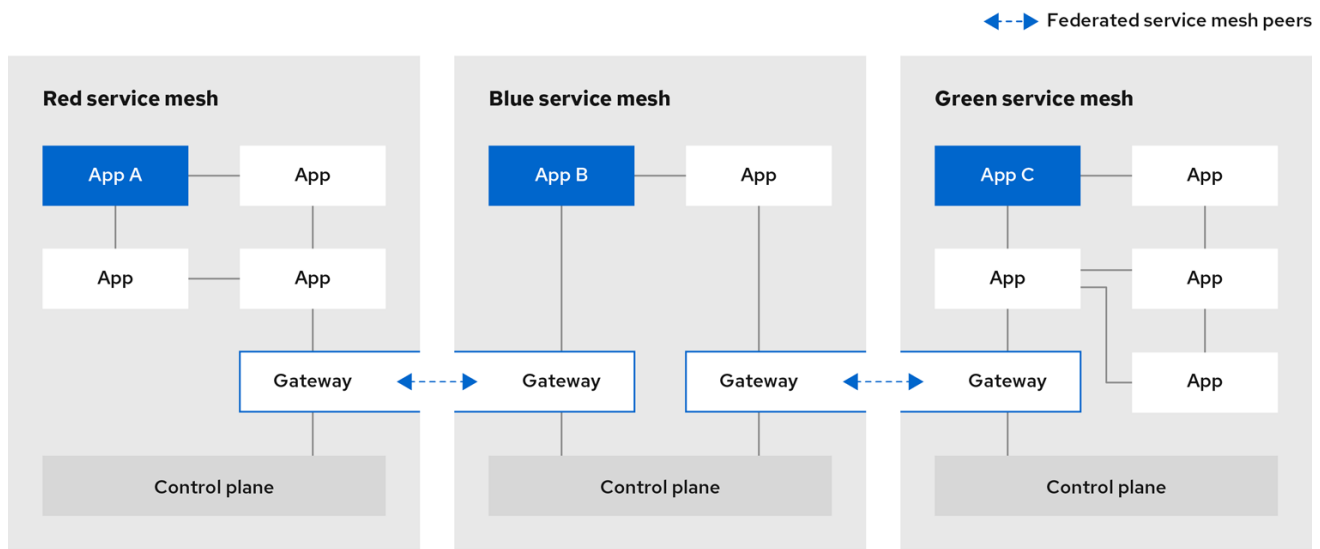 Federated service mesh peers
Red service mesh
App A
App
App
App
Gateway
Control plane
Blue service mesh
App B
App
Gateway
Gateway
Control plane
Green service mesh
App C
App
App
App
Gateway
App
Control plane